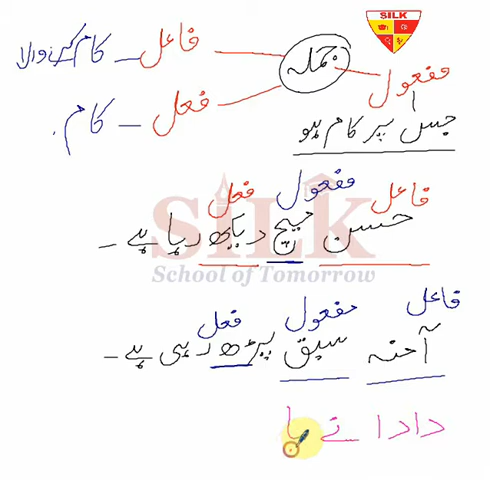 SILK
جملہ
فاعل - کام کرنے والا
مفعول
فعل - کام
جس پر کام ہو
فاعل مفعول فعل
حسن میچ دیکھ رہا ہے -
SILK
School of Tomorrow
فاعل مفعول فعل
آمنہ سبق پڑھ رہی ہے -
دادا نے